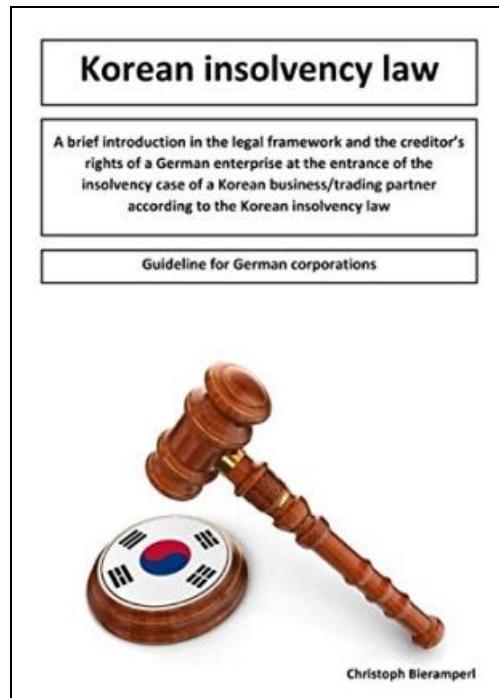 Korean insolvency law
A brief introduction in the legal framework and the creditor's
rights of a German enterprise at the entrance of the
insolvency case of a Korean business/trading partner
according to the Korean insolvency law
Guideline for German corporations
Christoph Bieramperl